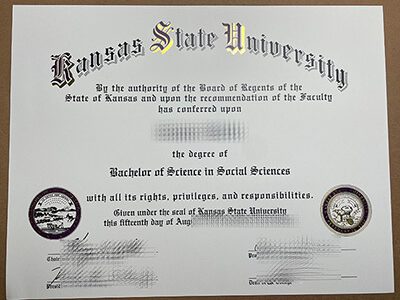 Kansas State University
By the authority of the Board of Regents of the
State of Kansas and upon the recommendation of the Faculty
has conferred upon
the degree of
Bachelor of Science in Social Sciences
with all its rights, privileges, and responsibilities.
Given under the seal of Kansas State University
this fifteenth day of